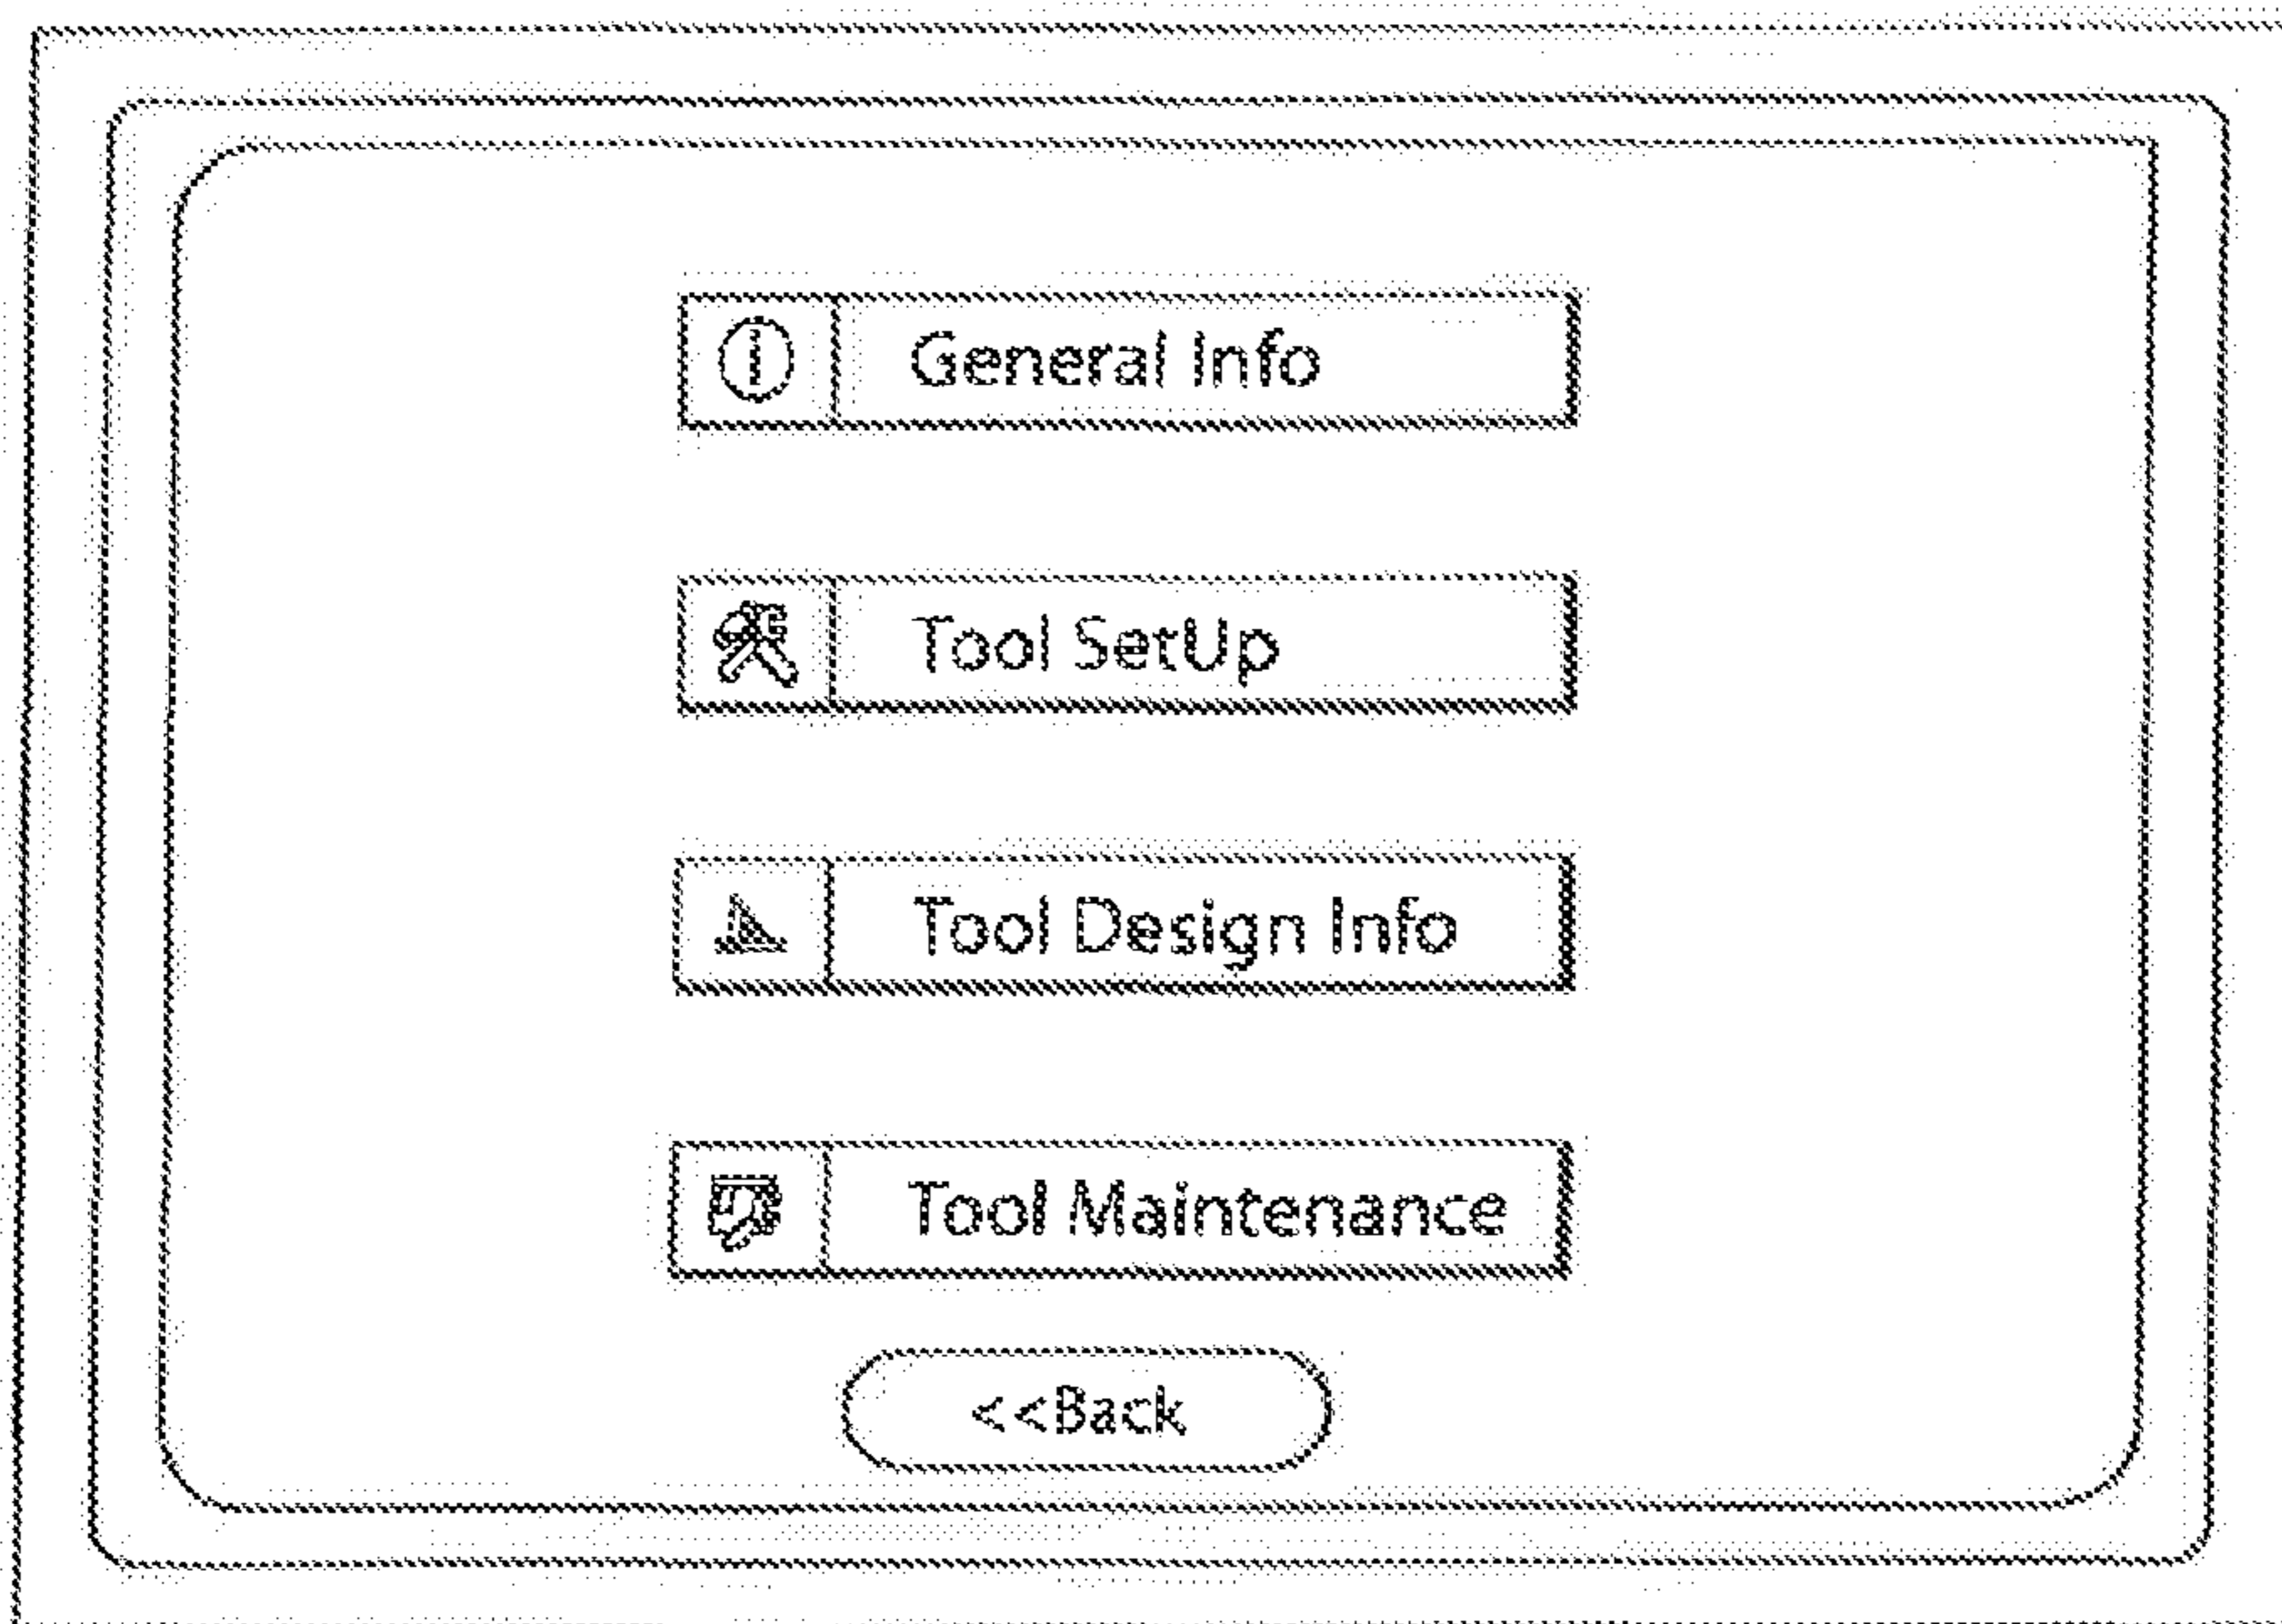 General Info
Tool SetUp
Tool Design Info
Tool Maintenance
<<Back